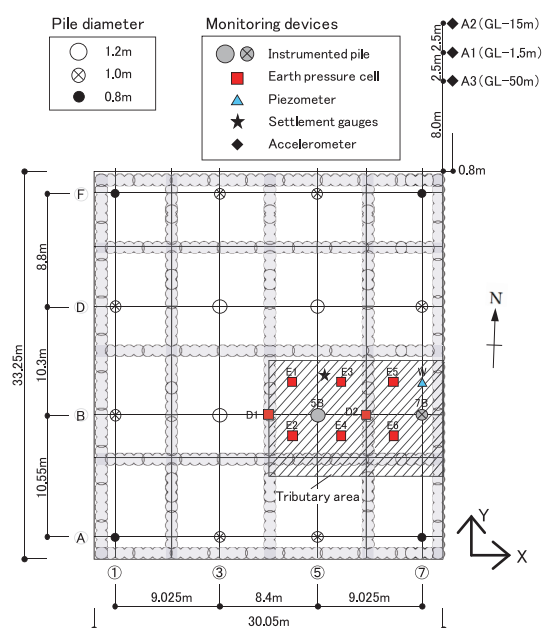 Pile diameter
1.2m
1.0m
0.8m
Monitoring devices
Instrumented pile
Earth pressure cell
Piezometer
Settlement gauges
Accelerometer
A2(GL-15m)
2.5m
A1(GL-1.5m)
2.5m
A3(GL-50m)
8.0m
0.8m
F
8.8m
D
N
10.3m
33.25m
E1
E3
E5
W
5B
7B
B
D1
D2
E2
E4
E6
10.55m
Tributary area
Y
A
X
1
3
5
7
9.025m
8.4m
9.025m
30.05m